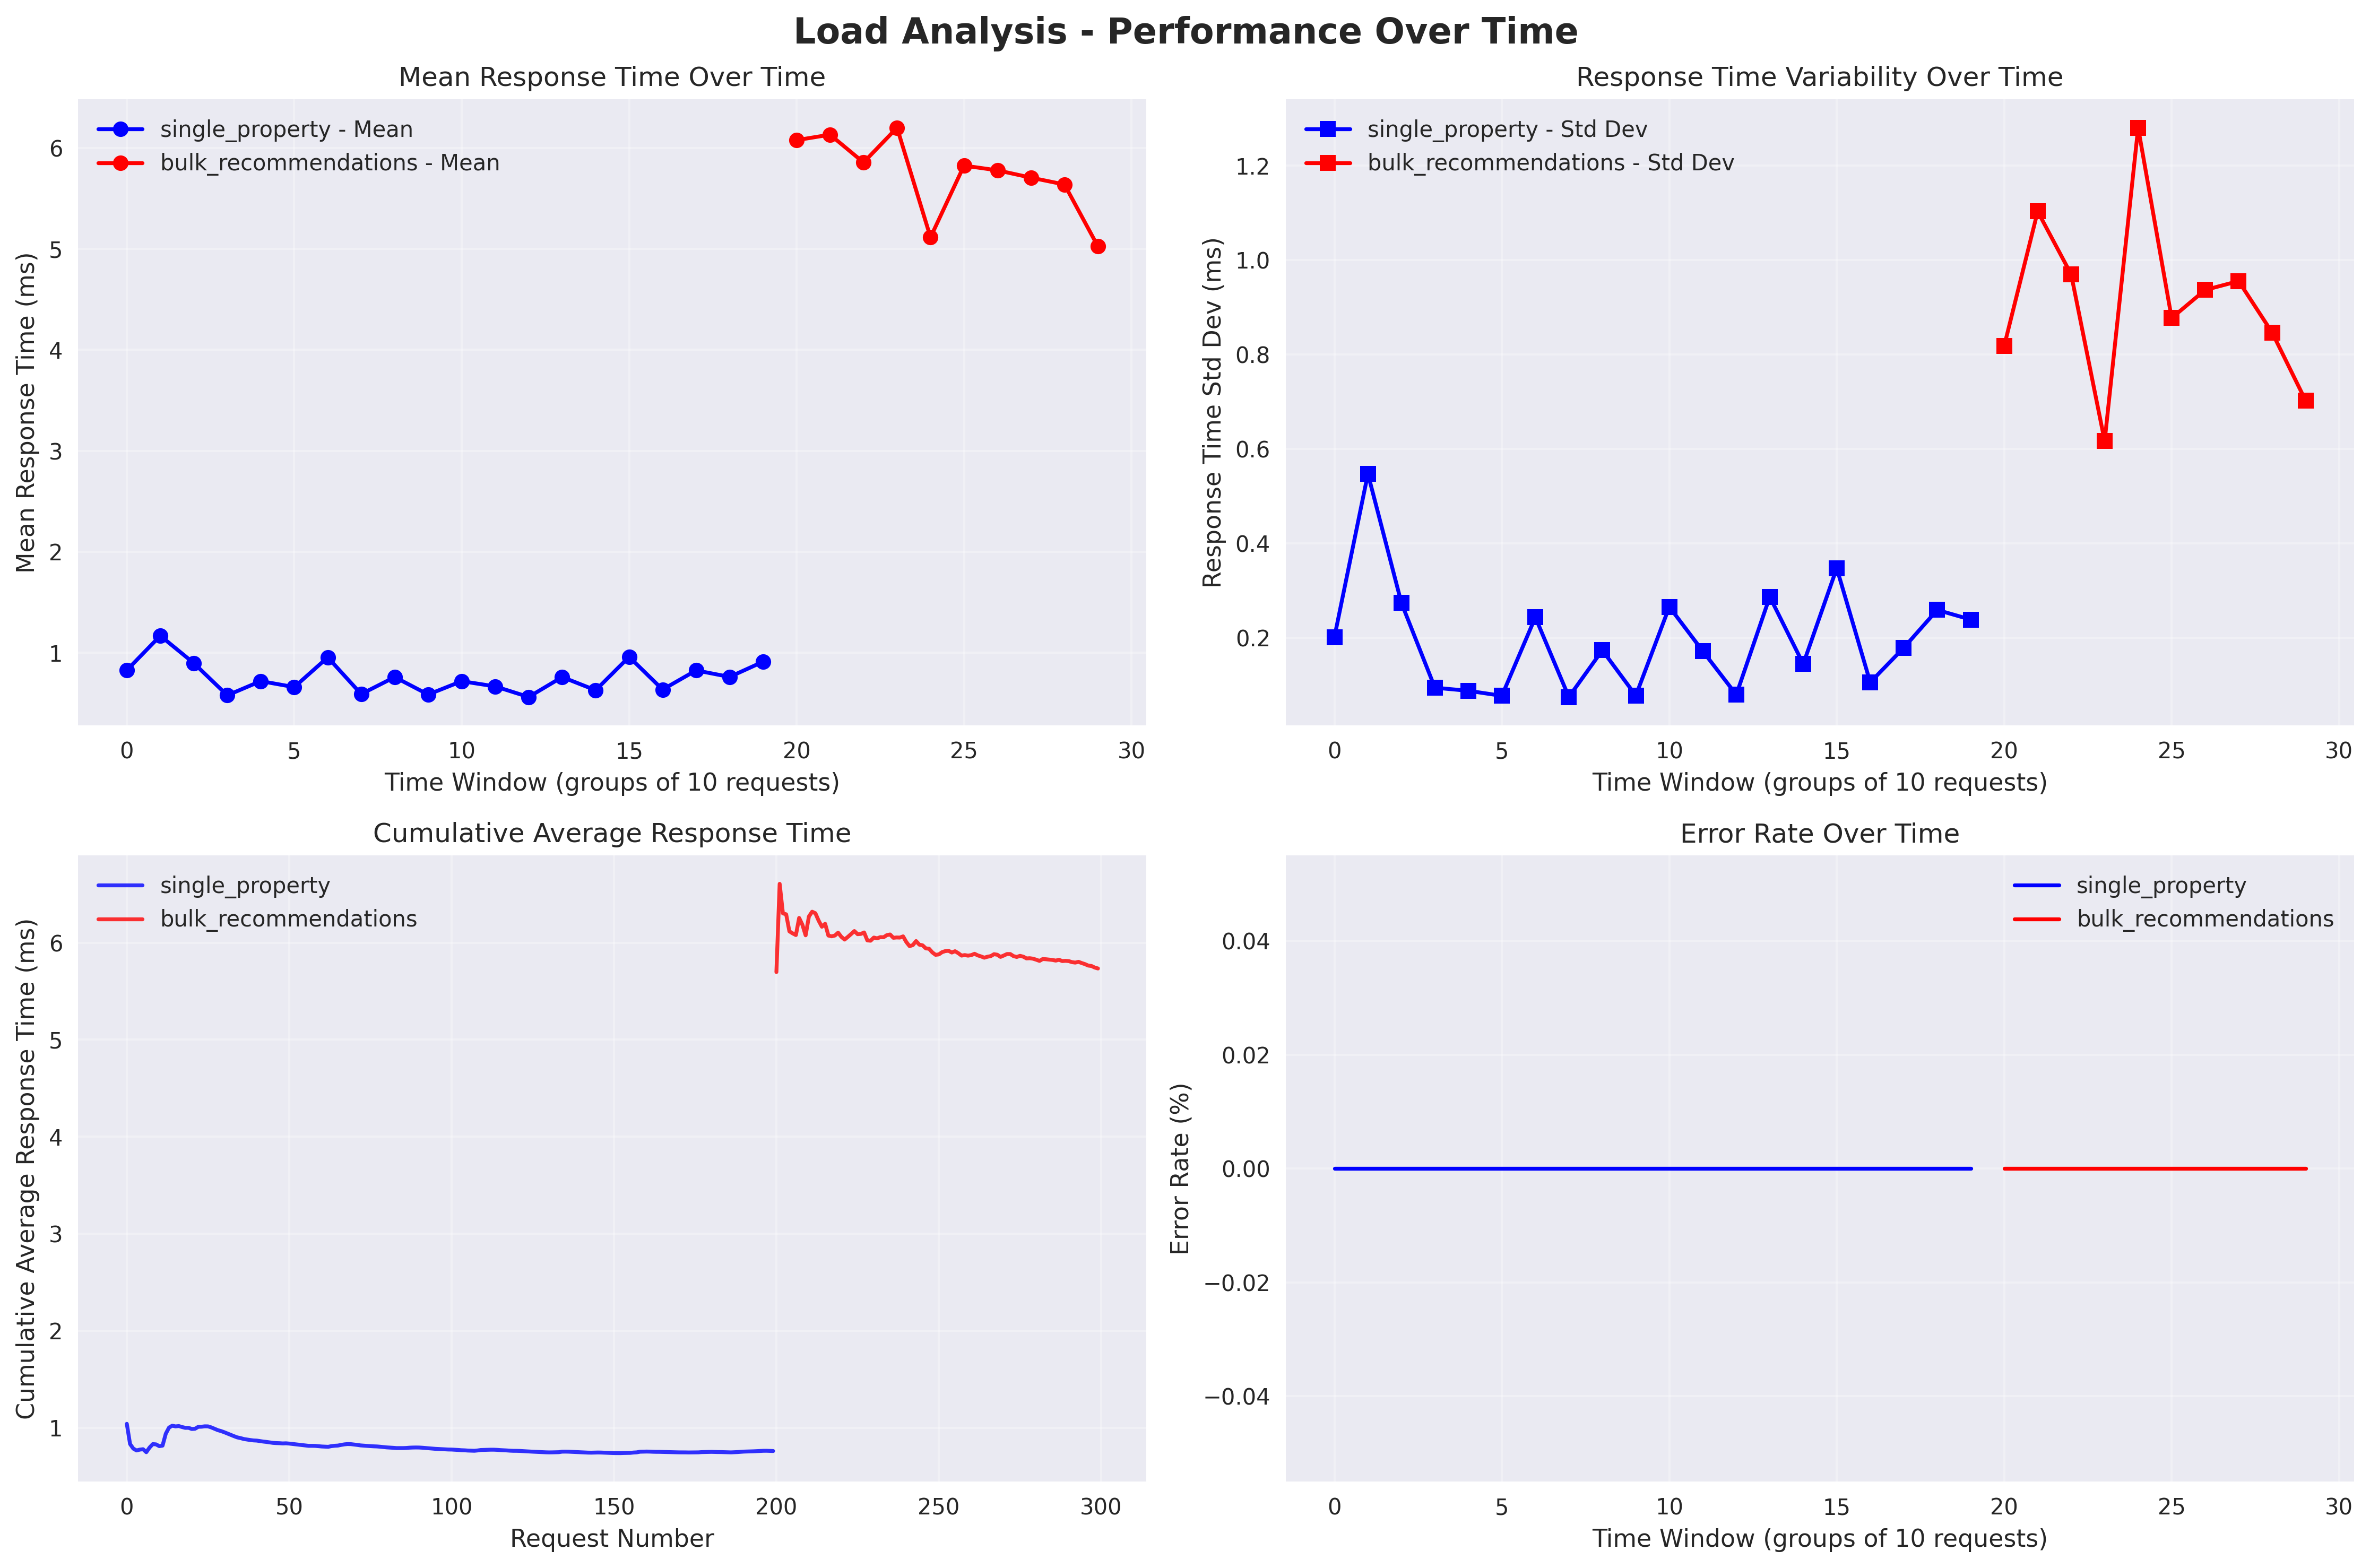 Load Analysis - Performance Over Time
Mean Response Time Over Time
single_property - Mean
bulk_recommendations - Mean
Mean Response Time (ms)
6
5
4
3
2
1
0 5 10 15 20 25 30
Time Window (groups of 10 requests)
Response Time Variability Over Time
single_property - Std Dev
bulk_recommendations - Std Dev
Response Time Std Dev (ms)
1.2
1.0
0.8
0.6
0.4
0.2
0 5 10 15 20 25 30
Time Window (groups of 10 requests)
Cumulative Average Response Time
single_property
bulk_recommendations
Cumulative Average Response Time (ms)
6
5
4
3
2
1
0 50 100 150 200 250 300
Request Number
Error Rate Over Time
single_property
bulk_recommendations
Error Rate (%)
0.04
0.02
0.00
−0.02
−0.04
0 5 10 15 20 25 30
Time Window (groups of 10 requests)